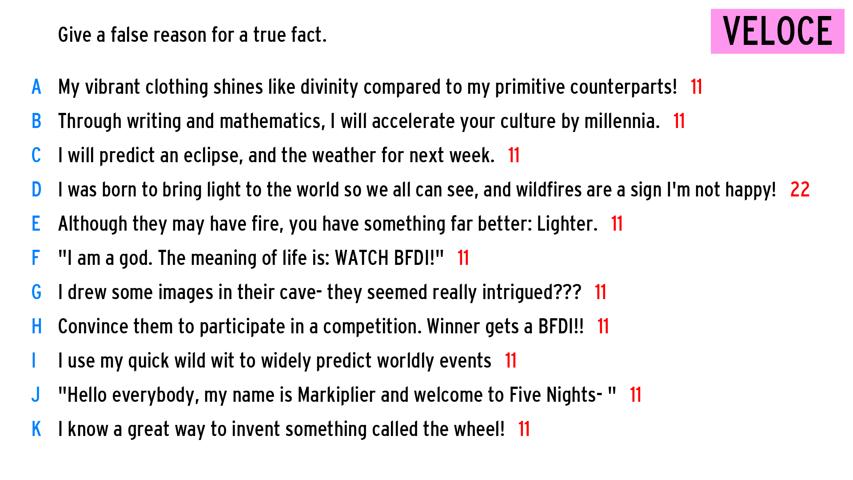 Give a false reason for a true fact.
VELOCE
A My vibrant clothing shines like divinity compared to my primitive counterparts! 11
B Through writing and mathematics, I will accelerate your culture by millennia. 11
C I will predict an eclipse, and the weather for next week. 11
D I was born to bring light to the world so we all can see, and wildfires are a sign I'm not happy! 22
E Although they may have fire, you have something far better: Lighter. 11
F "I am a god. The meaning of life is: WATCH BFDI!" 11
G I drew some images in their cave- they seemed really intrigued??? 11
H Convince them to participate in a competition. Winner gets a BFDI!! 11
I I use my quick wild wit to widely predict worldly events 11
J "Hello everybody, my name is Markiplier and welcome to Five Nights- " 11
K I know a great way to invent something called the wheel! 11